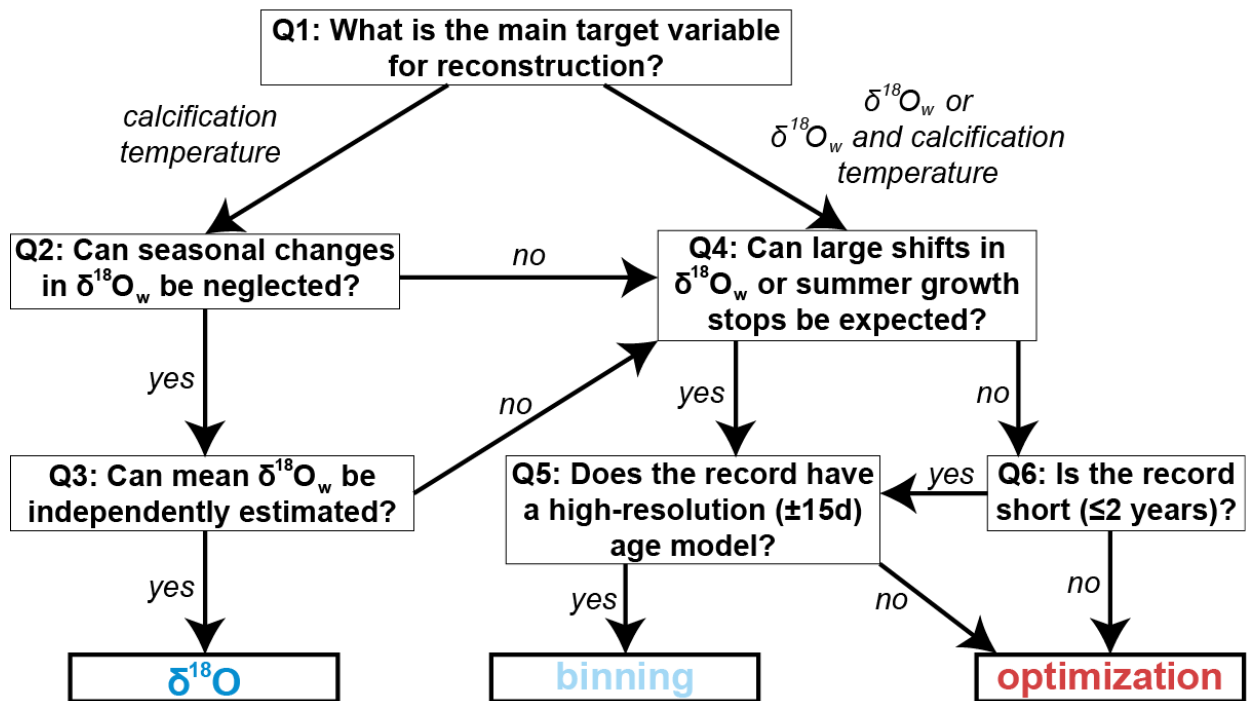 Q1: What is the main target variable
for reconstruction?
calcification
temperature
δ¹⁸Ow or
δ¹⁸Ow and calcification
temperature
Q2: Can seasonal changes
in δ¹⁸Ow be neglected?
no
Q4: Can large shifts in
δ¹⁸Ow or summer growth
stops be expected?
yes
no
yes
no
Q3: Can mean δ¹⁸Ow be
independently estimated?
Q5: Does the record have
a high-resolution (±15d)
age model?
yes
Q6: Is the record
short (≤2 years)?
yes
yes
no
no
δ¹⁸O
binning
optimization